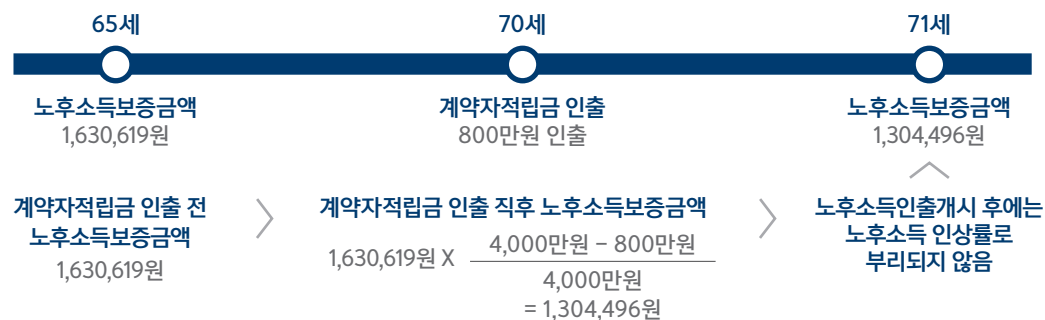 65세
70세
71세
노후소득보증금액
1,630,619원
계약자적립금 인출
800만원 인출
노후소득보증금액
1,304,496원
계약자적립금 인출 전
노후소득보증금액
1,630,619원
계약자적립금 인출 직후 노후소득보증금액
1,630,619원 X
4,000만원 – 800만원
4,000만원
= 1,304,496원
노후소득인출개시 후에는
노후소득 인상률로
부리되지 않음